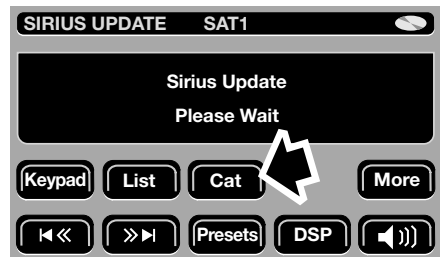 SIRIUS UPDATE SAT1
Sirius Update
Please Wait
Keypad List Cat More
Presets DSP